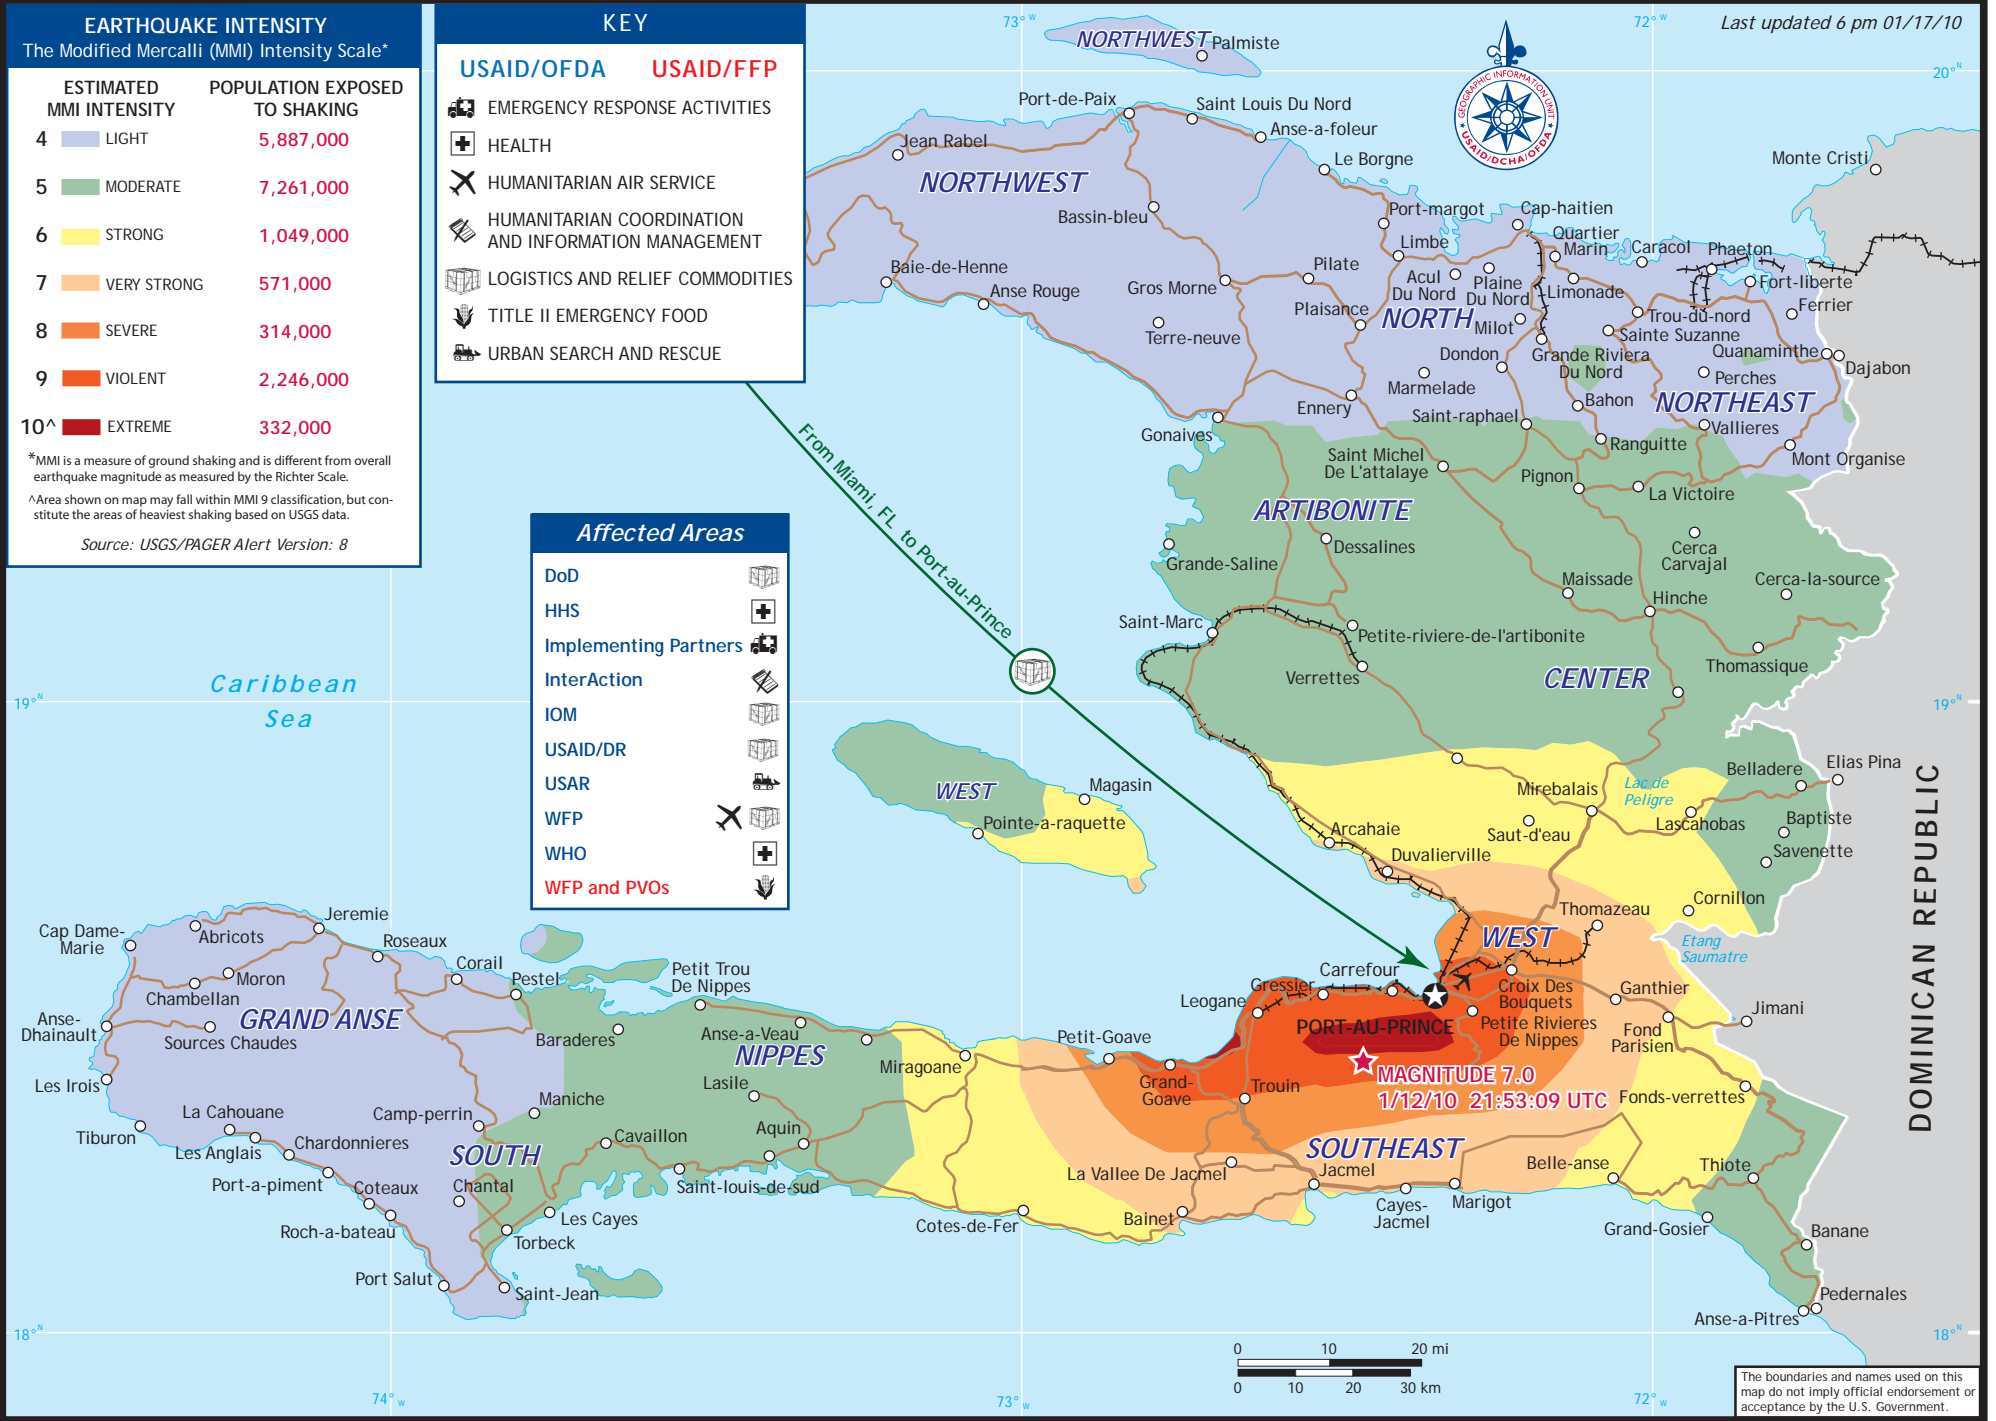 EARTHQUAKE INTENSITY
The Modified Mercalli (MMI) Intensity Scale*
ESTIMATED
MMI INTENSITY
POPULATION EXPOSED
TO SHAKING
4 LIGHT 5,887,000
5 MODERATE 7,261,000
6 STRONG 1,049,000
7 VERY STRONG 571,000
8 SEVERE 314,000
9 VIOLENT 2,246,000
10^ EXTREME 332,000
*MMI is a measure of ground shaking and is different from overall
earthquake magnitude as measured by the Richter Scale.
^Area shown on map may fall within MMI 9 classification, but con-
stitute the areas of heaviest shaking based on USGS data.
Source: USGS/PAGER Alert Version: 8
KEY
USAID/OFDA USAID/FFP
EMERGENCY RESPONSE ACTIVITIES
HEALTH
HUMANITARIAN AIR SERVICE
HUMANITARIAN COORDINATION
AND INFORMATION MANAGEMENT
LOGISTICS AND RELIEF COMMODITIES
TITLE II EMERGENCY FOOD
URBAN SEARCH AND RESCUE
Affected Areas
DoD
HHS
Implementing Partners
InterAction
IOM
USAID/DR
USAR
WFP
WHO
WFP and PVOs
Last updated 6 pm 01/17/10
GEOGRAPHIC INFORMATION UNIT
USAID/DCHA/OFDA
73°W
72°W
20°N
NORTHWEST
Palmiste
Port-de-Paix
Saint Louis Du Nord
Anse-a-foleur
Jean Rabel
Le Borgne
Monte Cristi
NORTHWEST
Bassin-bleu
Port-margot
Cap-haitien
Quartier
Marin
Caracol
Phaeton
Limbe
Baie-de-Henne
Anse Rouge
Gros Morne
Pilate
Acul
Du Nord
Plaine
Du Nord
Limonade
Fort-liberte
Ferrier
Plaisance
NORTH
Milot
Trou-du-nord
Sainte Suzanne
Terre-neuve
Dondon
Grande Riviera
Du Nord
Quanaminthe
Dajabon
Marmelade
Perches
Ennery
Saint-raphael
Bahon
NORTHEAST
Vallieres
Gonaives
Ranguitte
Mont Organise
Saint Michel
De L'attalaye
Pignon
La Victoire
ARTIBONITE
Dessalines
Grande-Saline
Cerca
Carvajal
Cerca-la-source
Maissade
Hinche
Saint-Marc
Petite-riviere-de-l'artibonite
Verrettes
CENTER
Thomassique
From Miami, FL to Port-au-Prince
Caribbean
Sea
19°N
19°N
WEST
Magasin
Pointe-a-raquette
Mirebalais
Lac de
Peligre
Belladere
Elias Pina
Saut-d'eau
Lascahobas
Baptiste
Savenette
Arcahaie
Duvalierville
Cornillon
Thomazeau
WEST
Etang
Saumatre
DOMINICAN REPUBLIC
Cap Dame-
Marie
Abricots
Jeremie
Roseaux
Corail
Pestel
Moron
Chambellan
GRAND ANSE
Anse-
Dhainault
Sources Chaudes
Les Irois
Petit Trou
De Nippes
Baraderes
Anse-a-Veau
NIPPES
Miragoane
Petit-Goave
Leogane
Gressier
Carrefour
Croix Des
Bouquets
Ganthier
Jimani
PORT-AU-PRINCE
Petite Rivieres
De Nippes
Fond
Parisien
Grand-
Goave
Trouin
MAGNITUDE 7.0
1/12/10 21:53:09 UTC
Fonds-verrettes
Lasile
Maniche
La Cahouane
Camp-perrin
Tiburon
Les Anglais
Chardonnieres
Port-a-piment
SOUTH
Cavaillon
Aquin
Coteaux
Chantal
Saint-louis-de-sud
Roch-a-bateau
Les Cayes
Torbeck
Port Salut
Saint-Jean
Cotes-de-Fer
Bainet
La Vallee De Jacmel
SOUTHEAST
Jacmel
Cayes-
Jacmel
Marigot
Belle-anse
Thiote
Grand-Gosier
Banane
Pedernales
Anse-a-Pitres
18°N
18°N
74°W
73°W
72°W
0 10 20 mi
0 10 20 30 km
The boundaries and names used on this
map do not imply official endorsement or
acceptance by the U.S. Government.